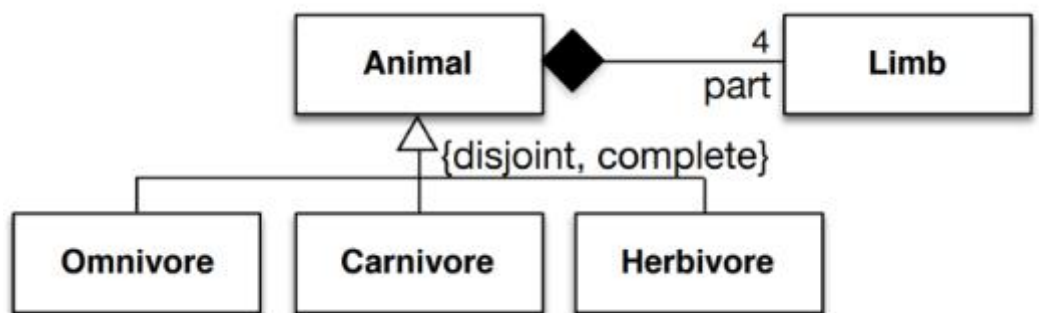 Animal
4
part
Limb
{disjoint, complete}
Omnivore
Carnivore
Herbivore